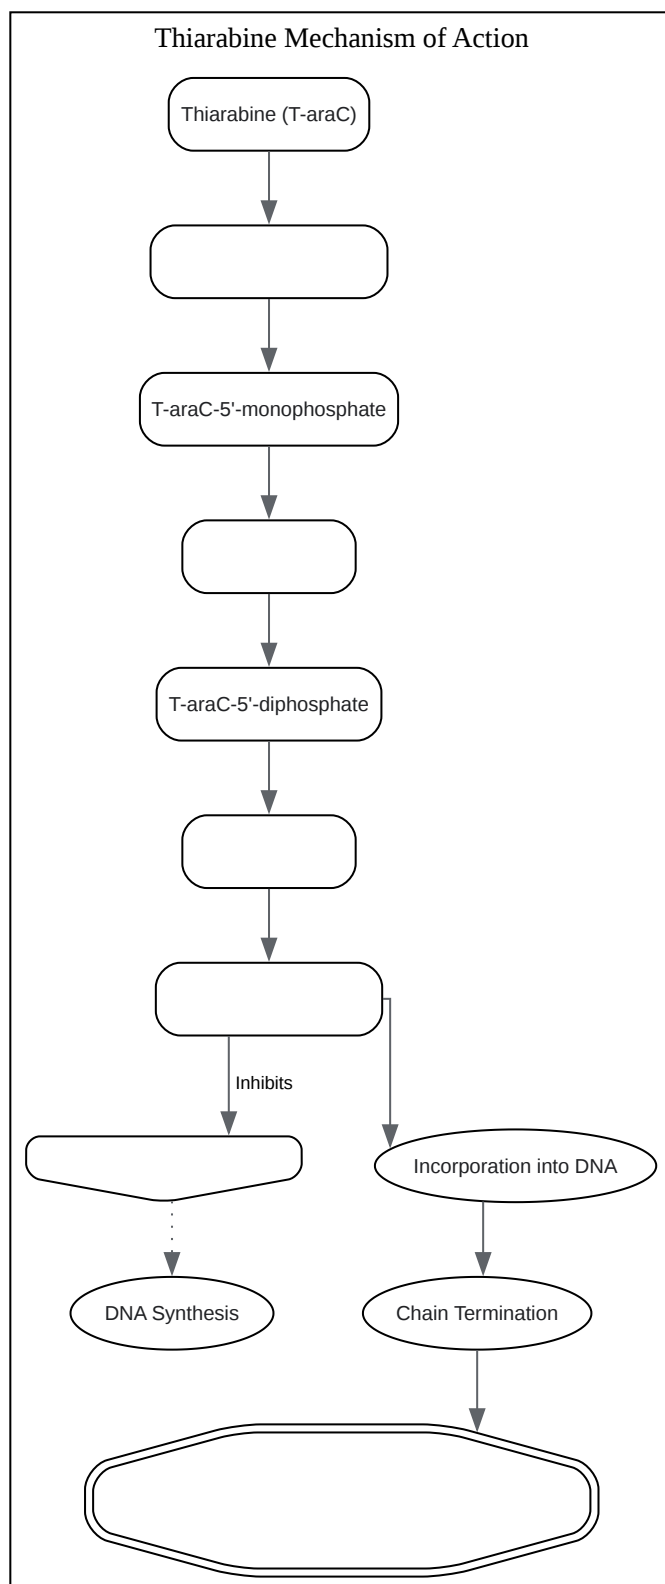 Thiarabine Mechanism of Action
Thiarabine (T-araC)
T-araC-5'-monophosphate
T-araC-5'-diphosphate
Inhibits
Incorporation into DNA
DNA Synthesis
Chain Termination